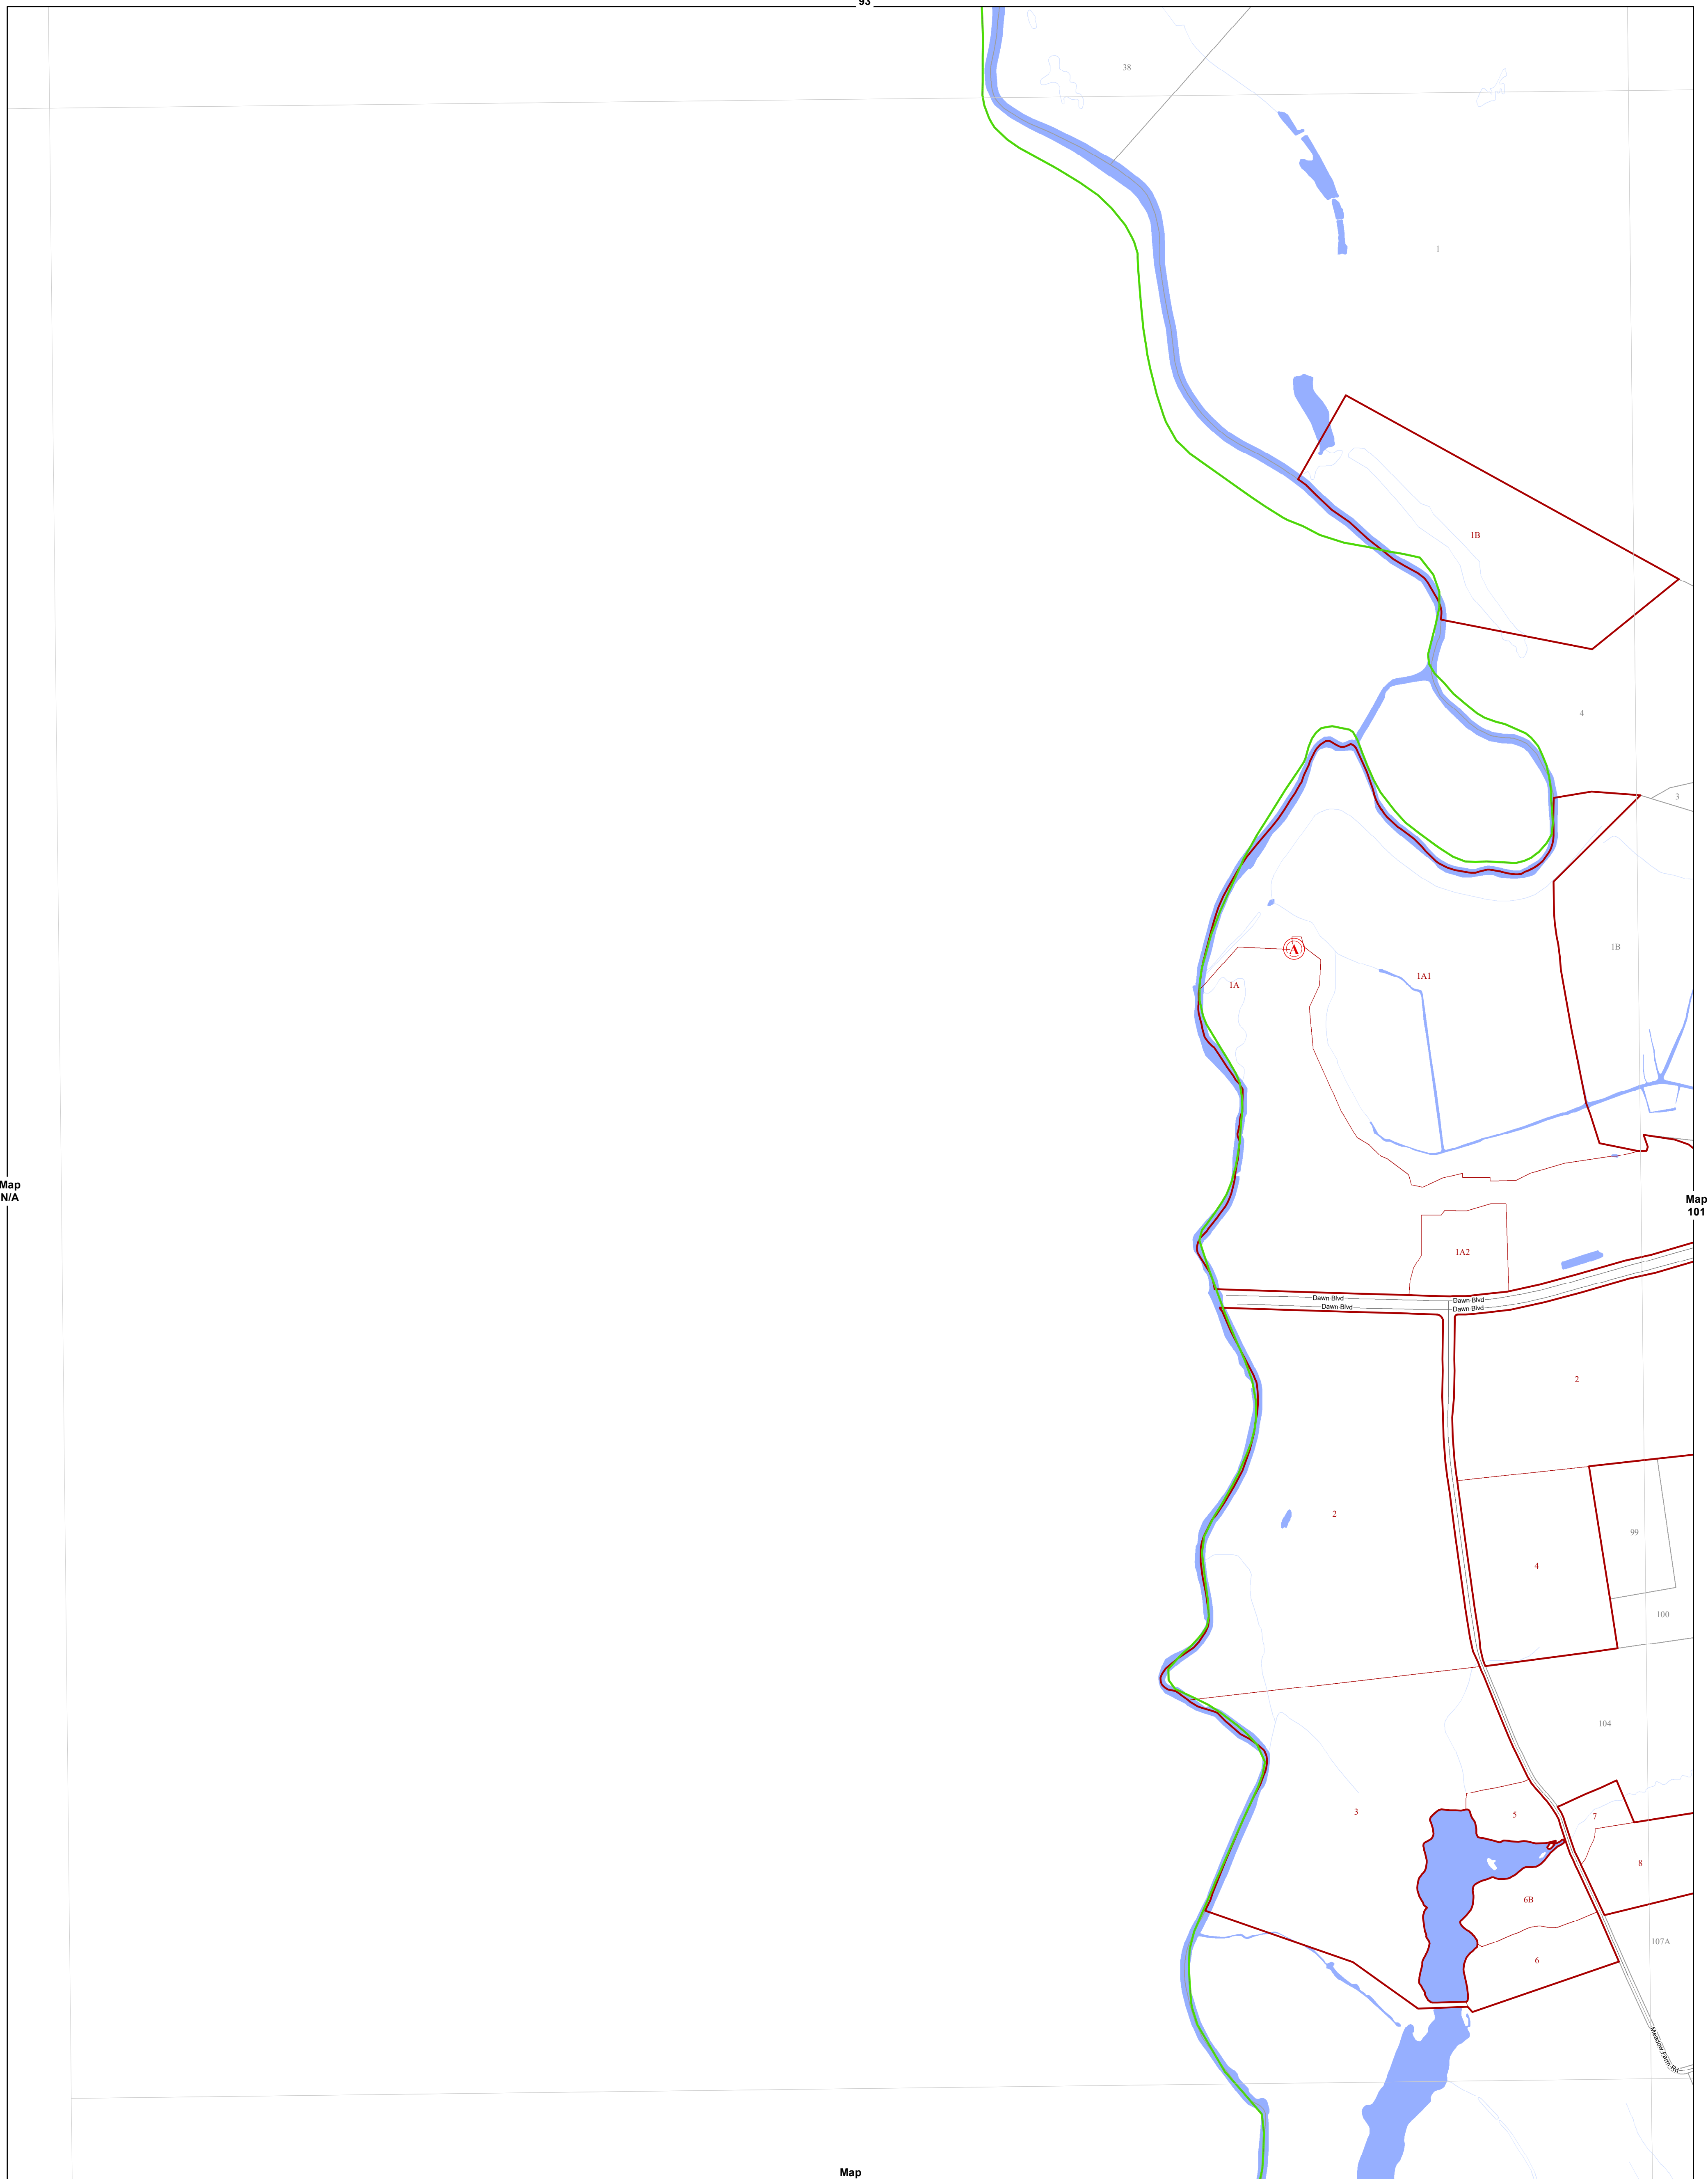 93
38
1
1B
4
3
1B
A
1A1
1A
Map
N/A
Map
101
1A2
Dawn Blvd
Dawn Blvd
Dawn Blvd
Dawn Blvd
2
2
99
4
100
104
3
5
7
8
6B
107A
6
Meadow Farm Rd
Map